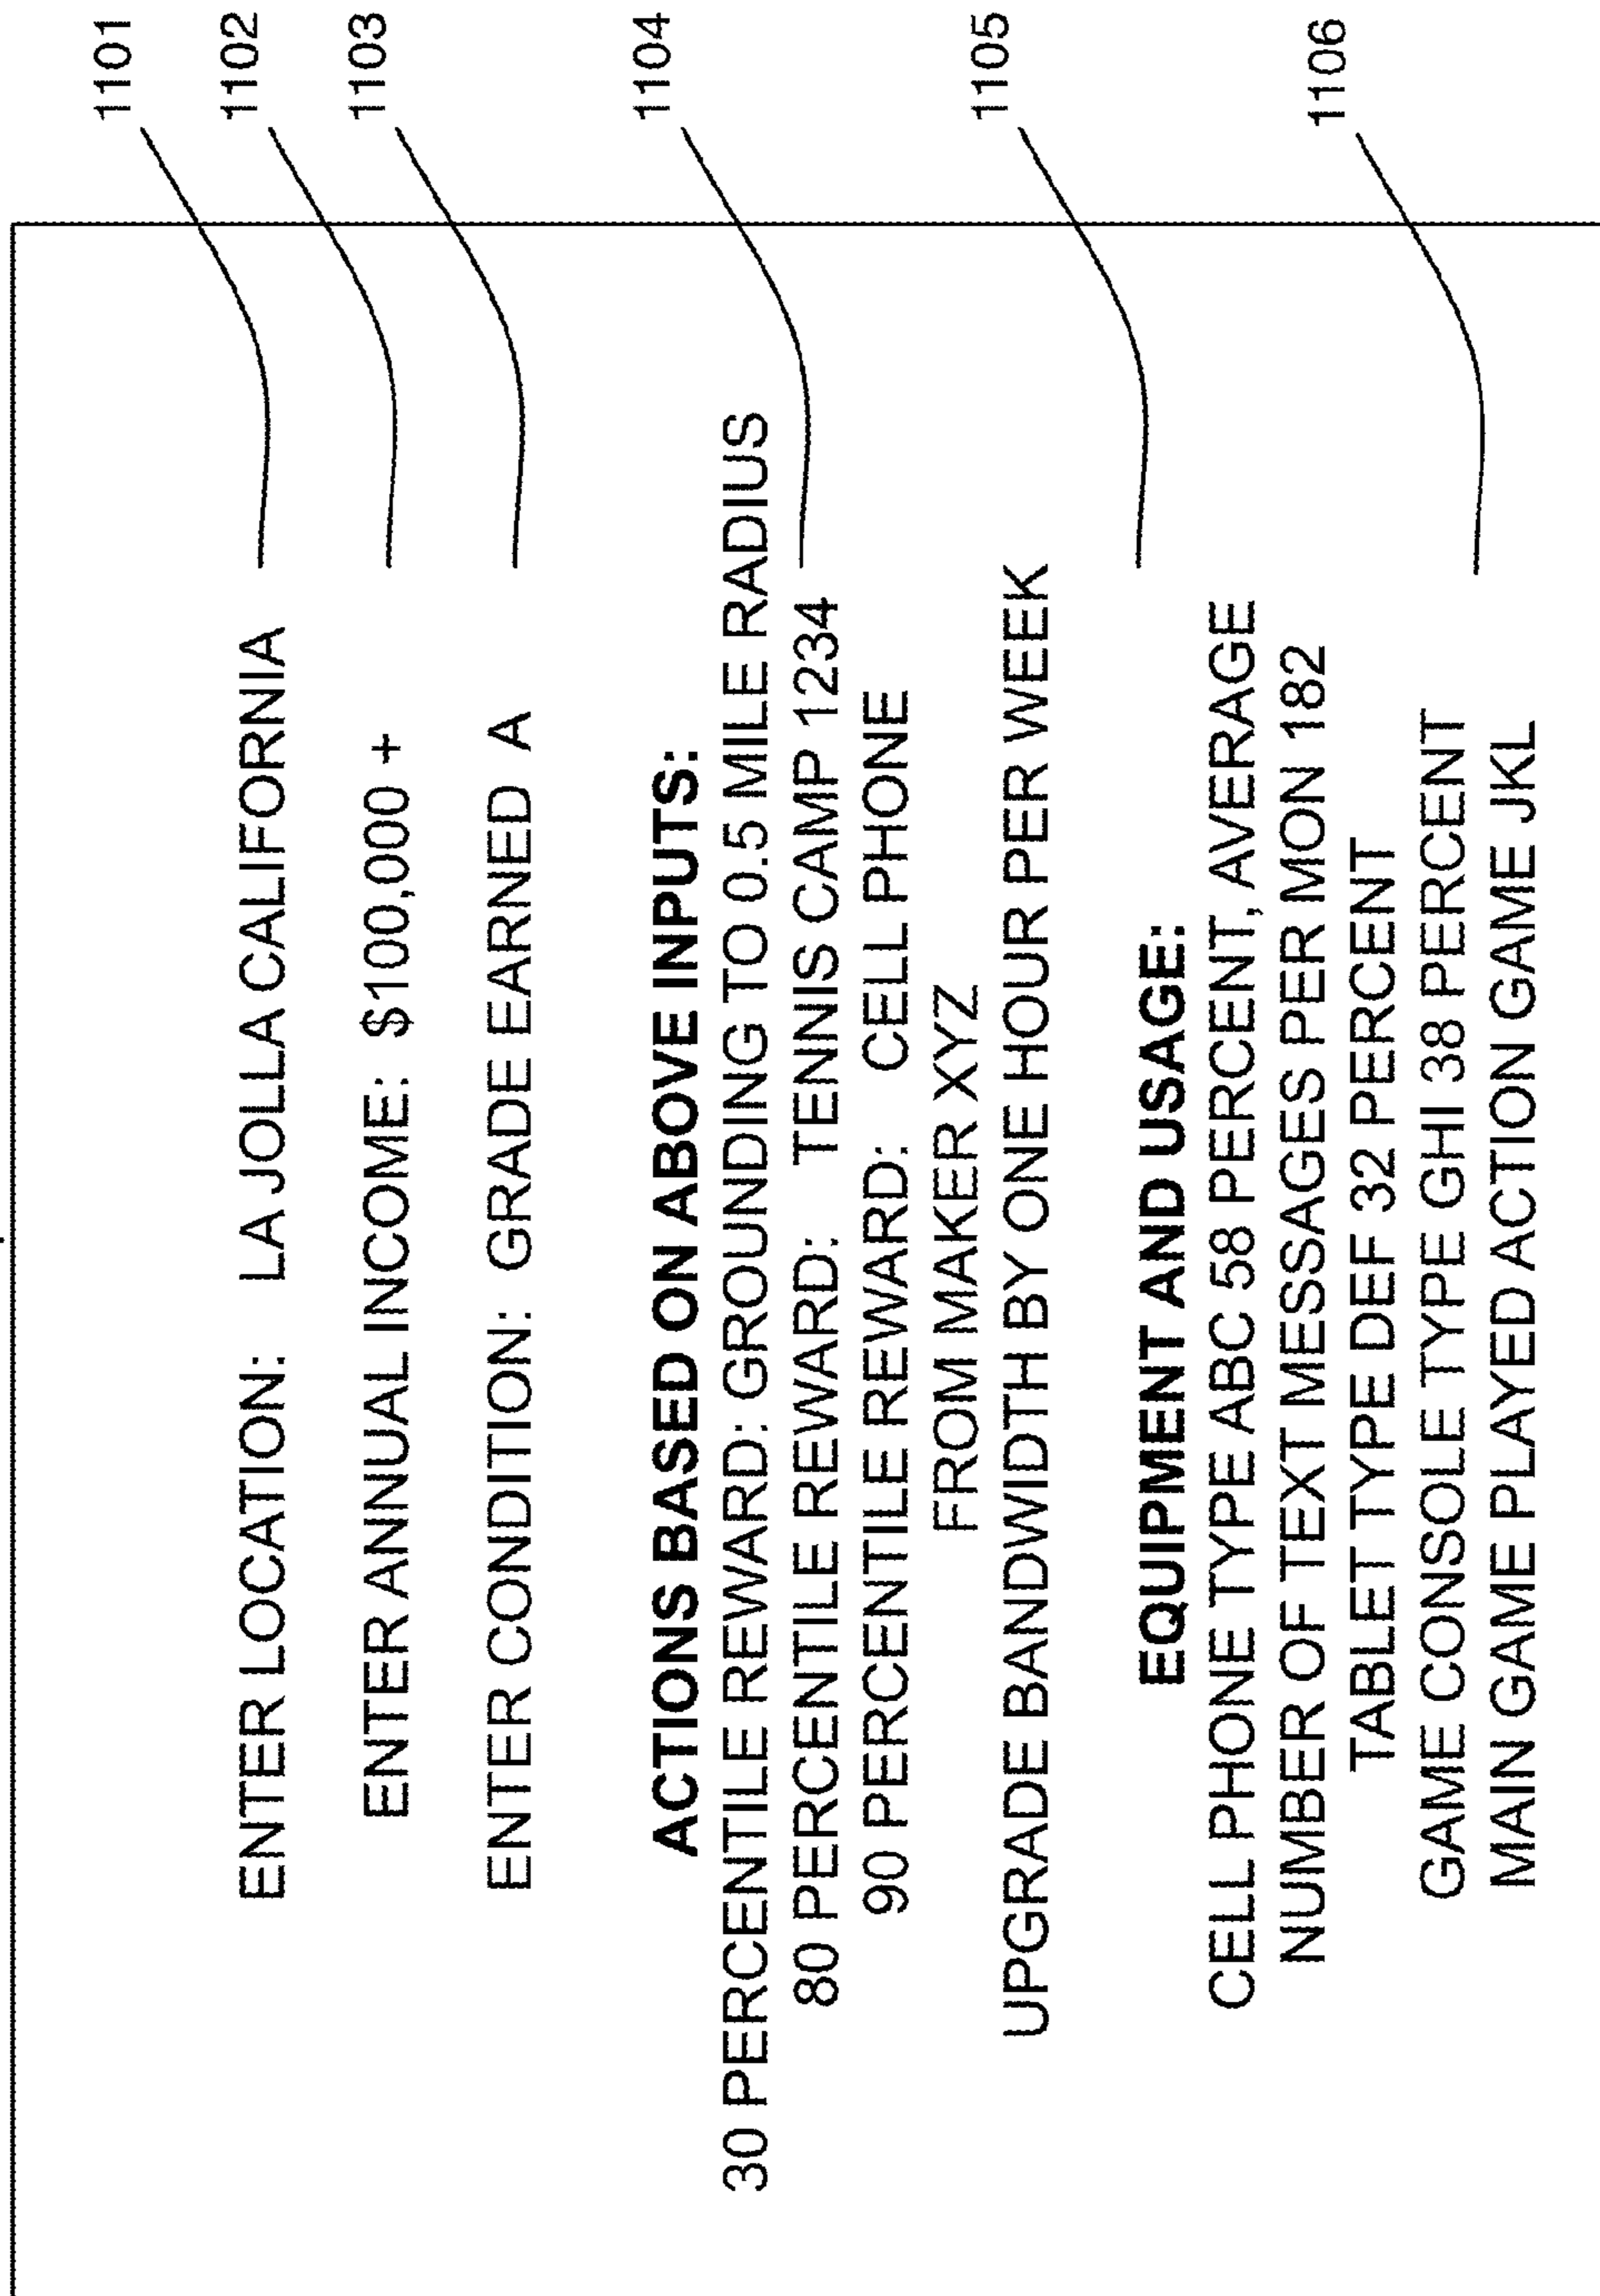 ENTER LOCATION: LA JOLLA CALIFORNIA
1101
ENTER ANNUAL INCOME: $100,000 +
1102
ENTER CONDITION: GRADE EARNED A
1103
ACTIONS BASED ON ABOVE INPUTS:
30 PERCENTILE REWARD: GROUNDING TO 0.5 MILE RADIUS
80 PERCENTILE REWARD: TENNIS CAMP 1234
1104
90 PERCENTILE REWARD: CELL PHONE
FROM MAKER XYZ
UPGRADE BANDWIDTH BY ONE HOUR PER WEEK
EQUIPMENT AND USAGE:
1105
CELL PHONE TYPE ABC 58 PERCENT, AVERAGE
NUMBER OF TEXT MESSAGES PER MON 182
TABLET TYPE DEF 32 PERCENT
GAME CONSOLE TYPE GHI 38 PERCENT
1106
MAIN GAME PLAYED ACTION GAME JKL